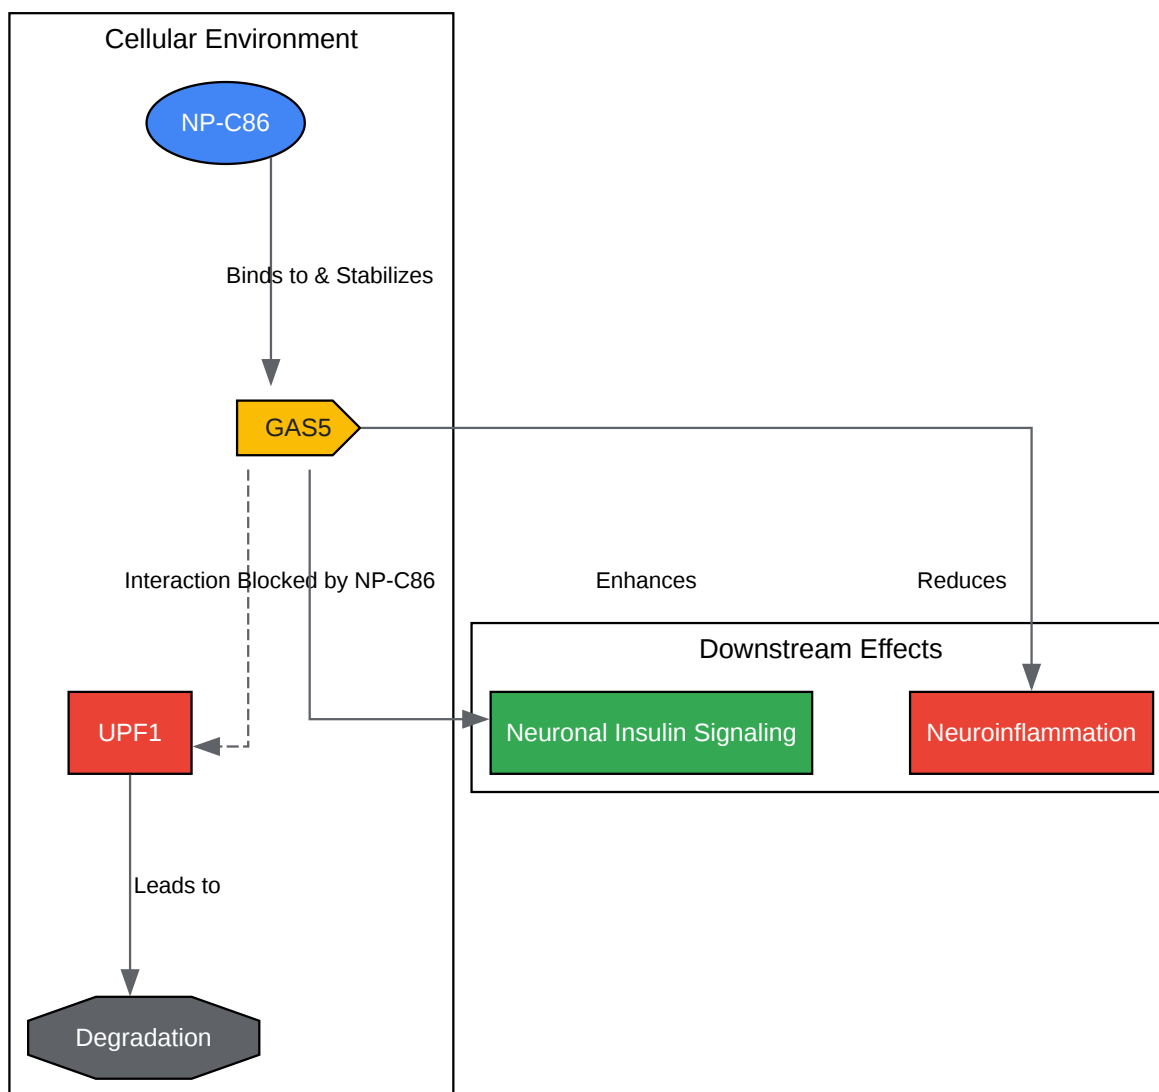 Cellular Environment
NP-C86
Binds to & Stabilizes
GAS5
Interaction Blocked by NP-C86
Enhances
Reduces
Downstream Effects
UPF1
Neuronal Insulin Signaling
Neuroinflammation
Leads to
Degradation